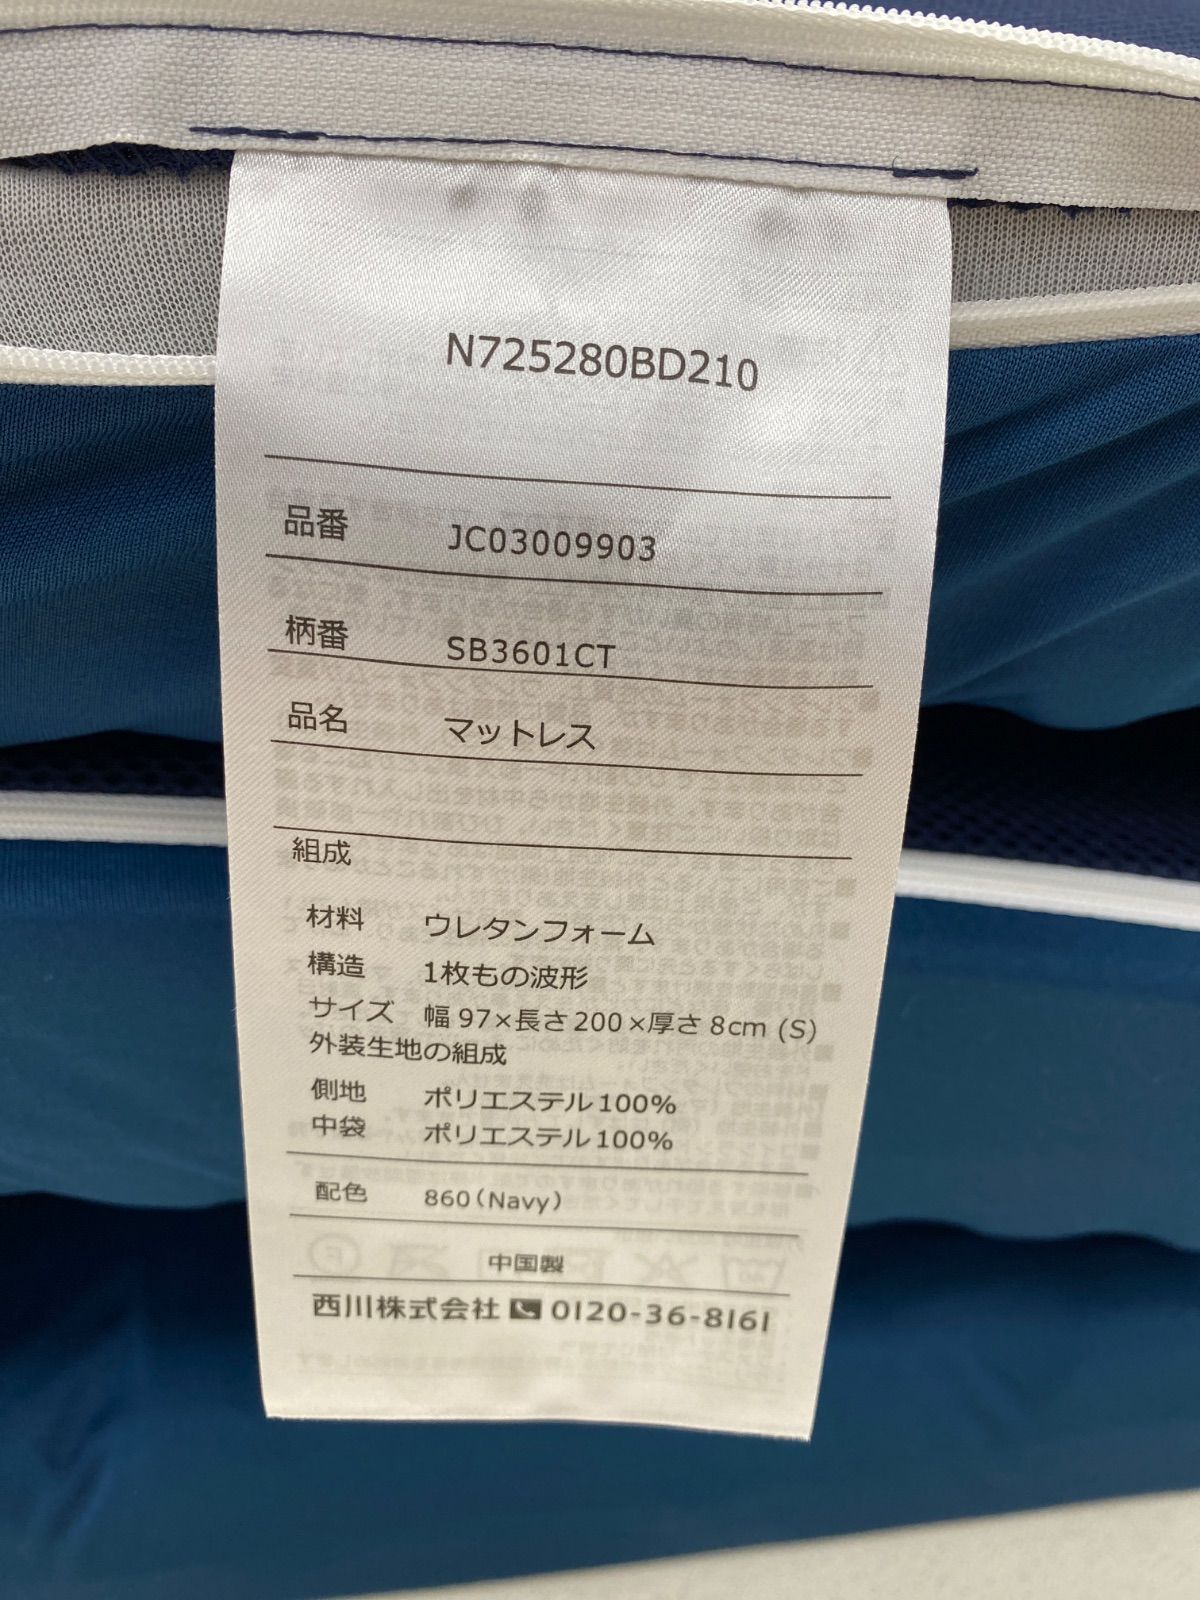 N725280BD210
品番 JC03009903
柄番 SB3601CT
品名 マットレス
組成
材料 ウレタンフォーム
構造 1枚もの波形
サイズ 幅 97×長さ200×厚さ 8cm (S)
外装生地の組成
側地 ポリエステル100%
中袋 ポリエステル100%
配色 860(Navy)
中国製
西川株式会社 0120-36-8161